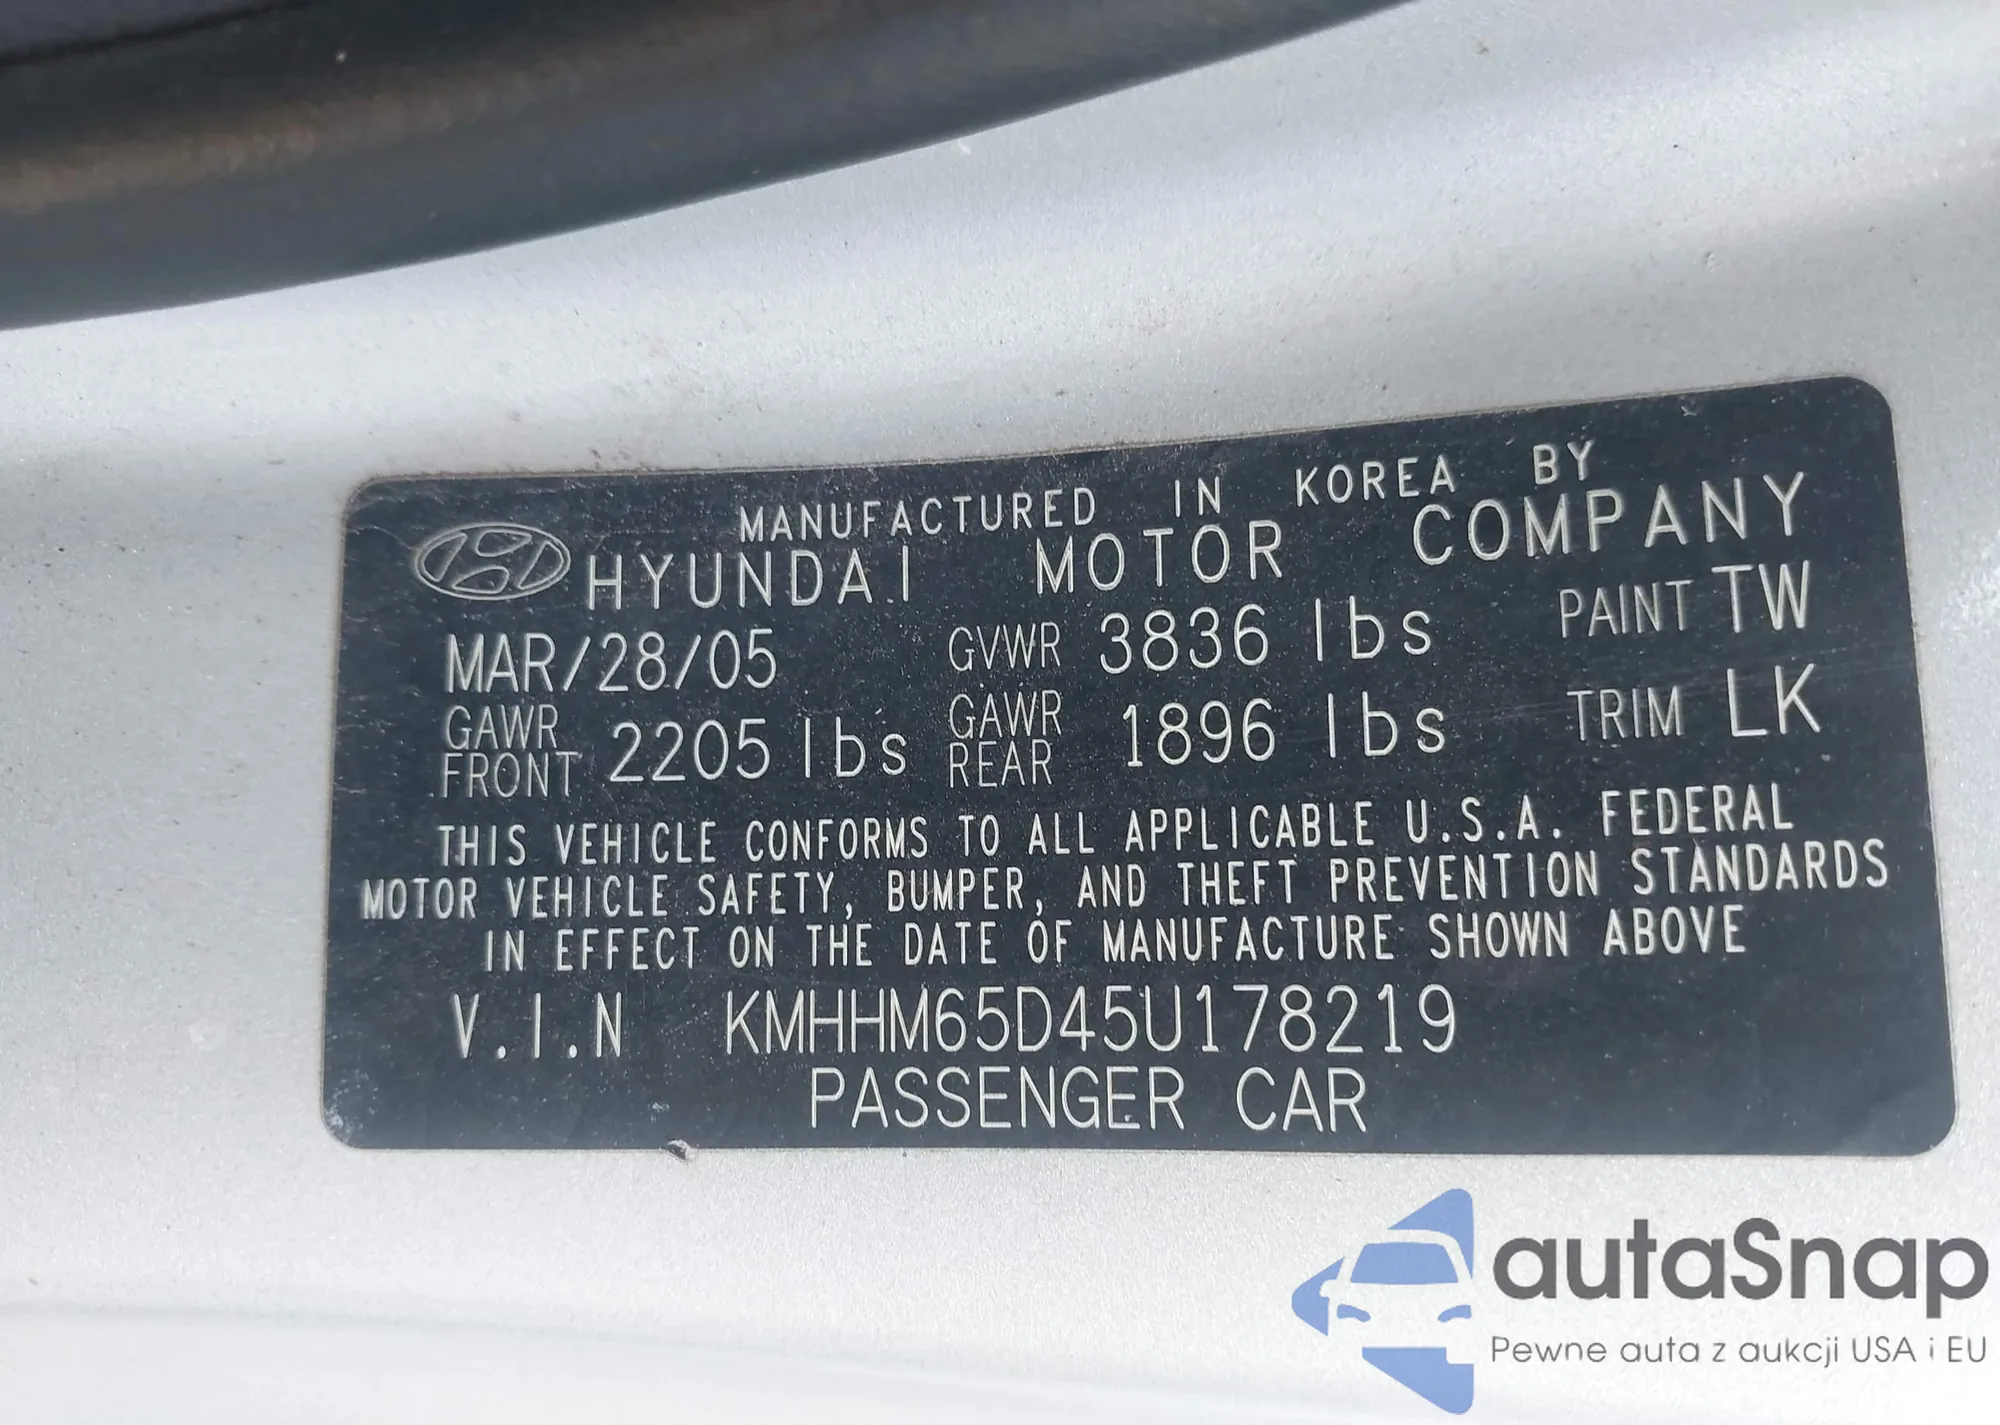 MANUFACTURED IN KOREA BY
HYUNDAI MOTOR COMPANY
MAR/28/05 GVWR 3836 lbs PAINT TW
GAWR FRONT 2205 lbs GAWR REAR 1896 lbs TRIM LK
THIS VEHICLE CONFORMS TO ALL APPLICABLE U.S.A. FEDERAL
MOTOR VEHICLE SAFETY, BUMPER, AND THEFT PREVENTION STANDARDS
IN EFFECT ON THE DATE OF MANUFACTURE SHOWN ABOVE
V.I.N KMHHM65D45U178219
PASSENGER CAR
autaSnap
Pewne auta z aukcji USA i EU